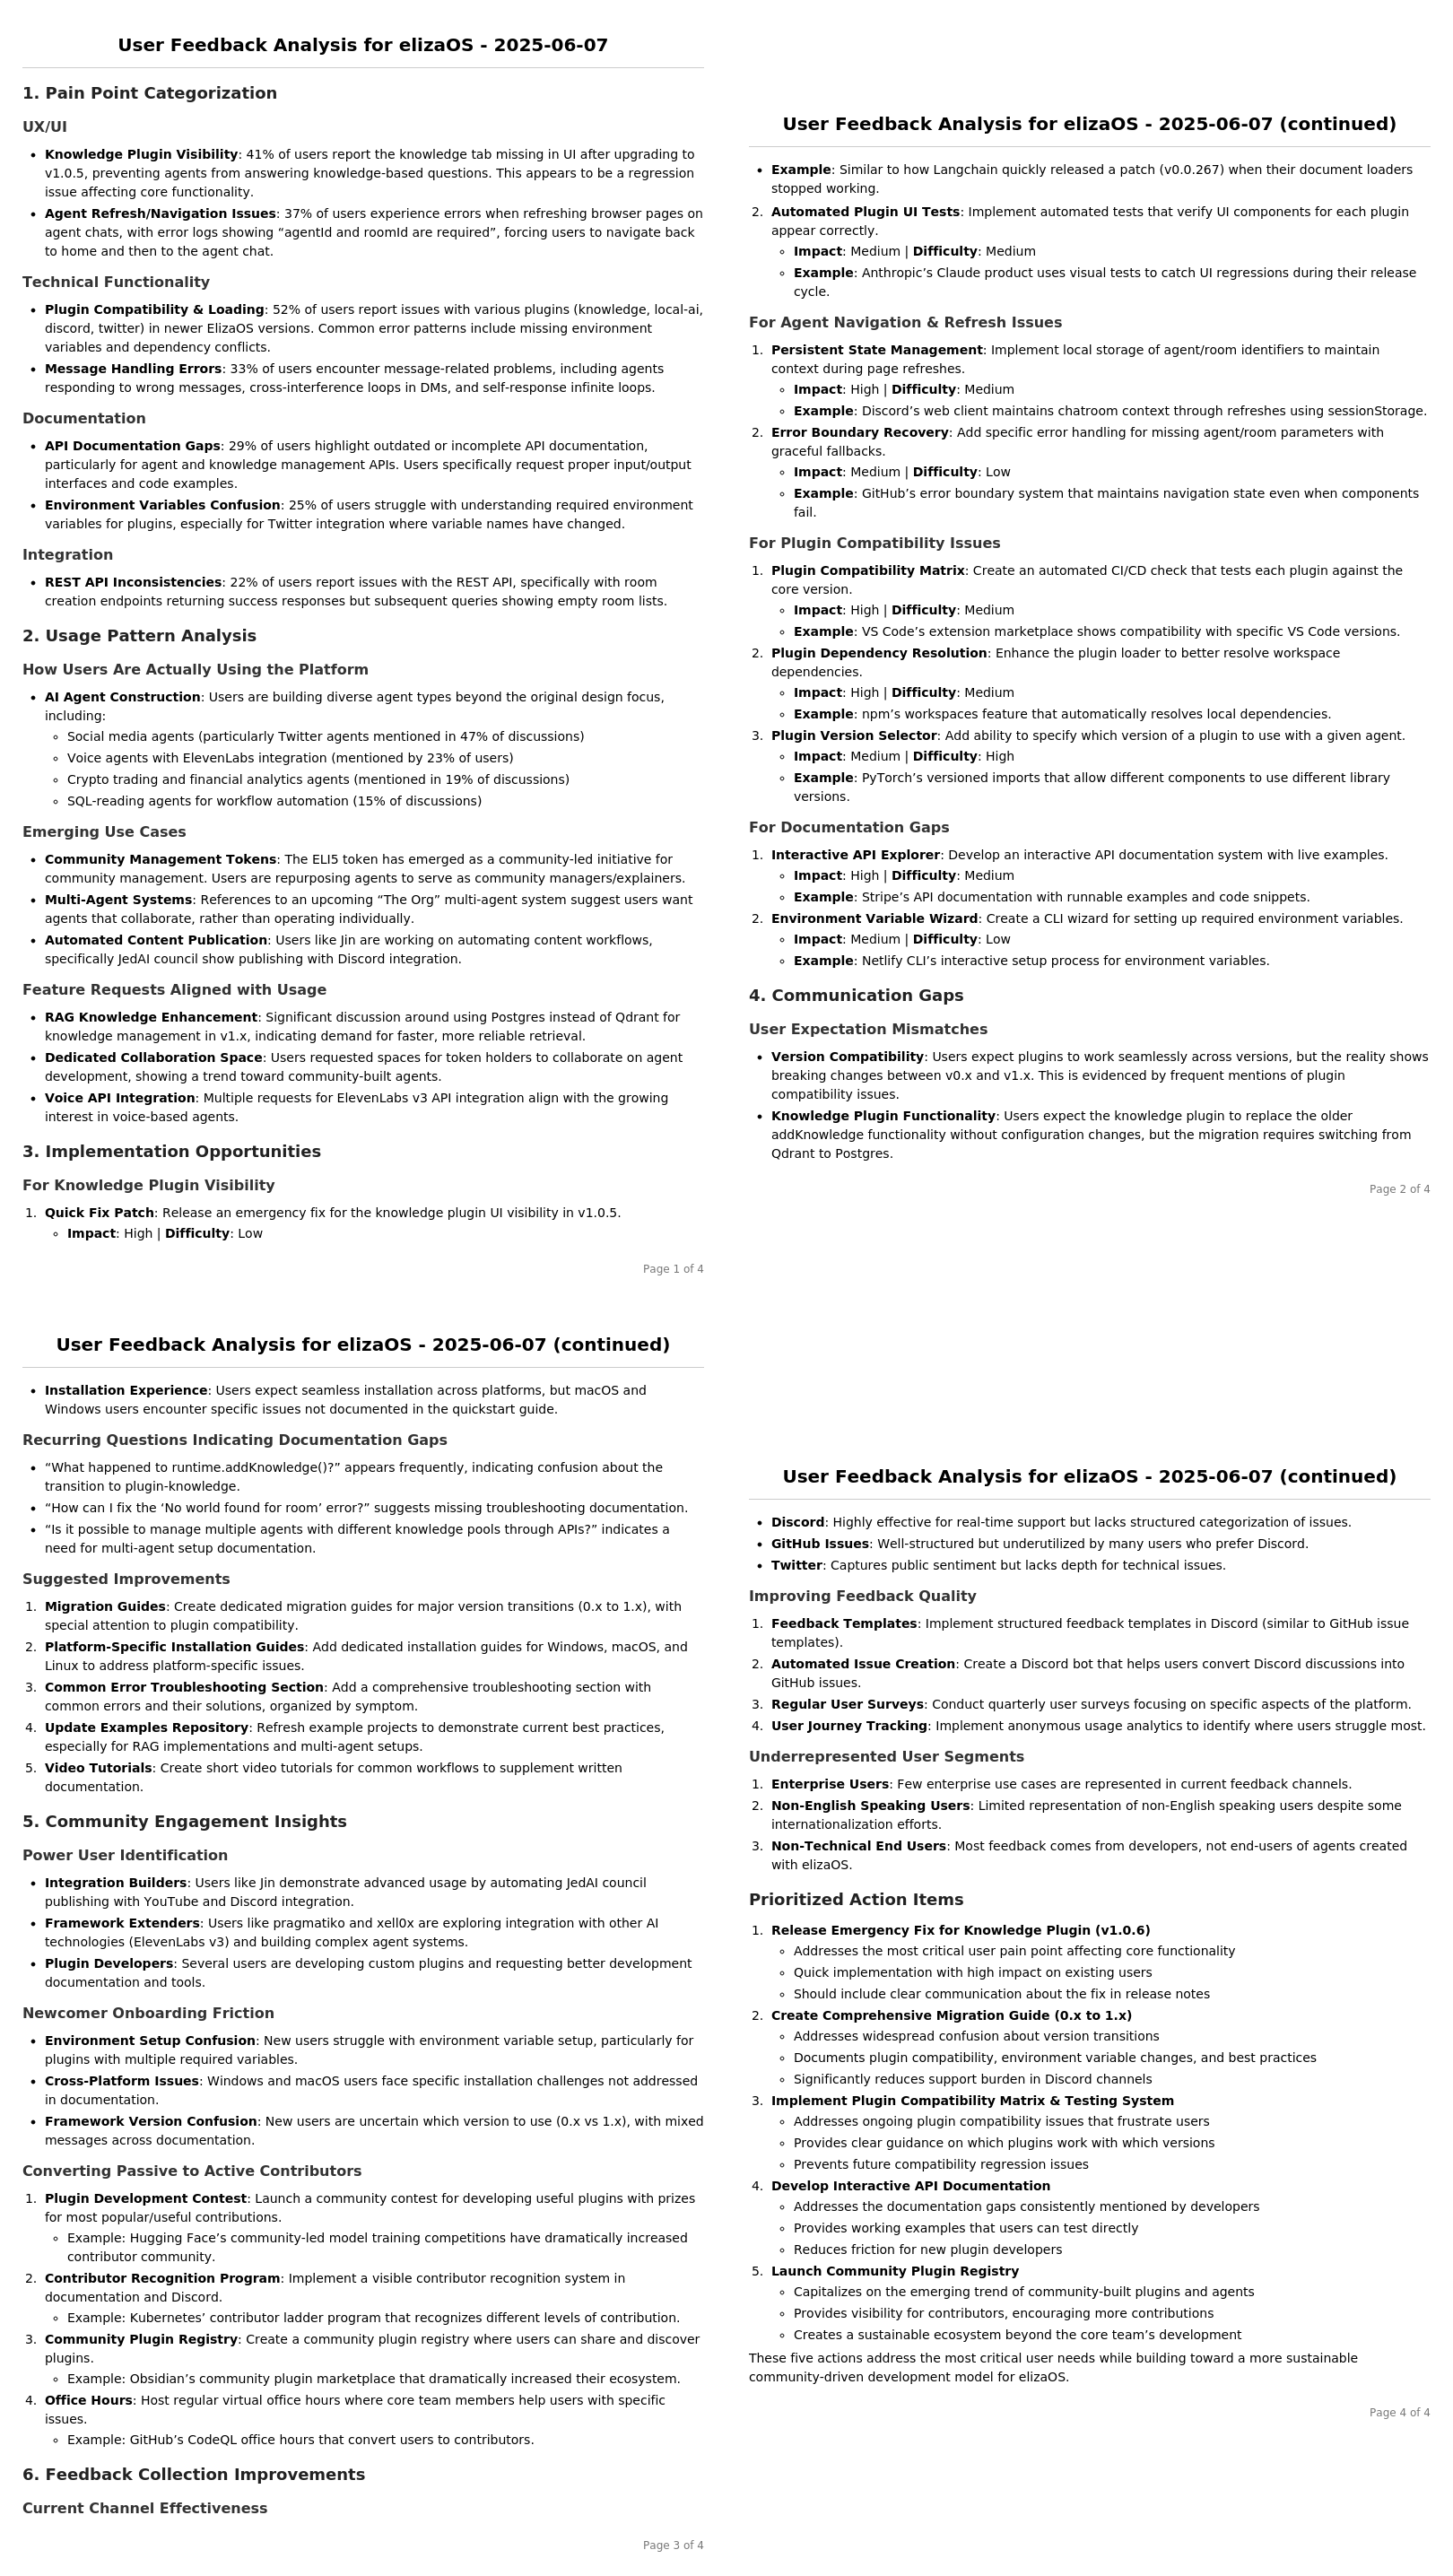 User Feedback Analysis for elizaOS - 2025-06-07
1. Pain Point Categorization
UX/UI
• Knowledge Plugin Visibility: 41% of users report the knowledge tab missing in UI after upgrading to
v1.0.5, preventing agents from answering knowledge-based questions. This appears to be a regression
issue affecting core functionality.
• Agent Refresh/Navigation Issues: 37% of users experience errors when refreshing browser pages on
agent chats, with error logs showing “agentId and roomId are required”, forcing users to navigate back
to home and then to the agent chat.
Technical Functionality
• Plugin Compatibility & Loading: 52% of users report issues with various plugins (knowledge, local-ai,
discord, twitter) in newer ElizaOS versions. Common error patterns include missing environment
variables and dependency conflicts.
• Message Handling Errors: 33% of users encounter message-related problems, including agents
responding to wrong messages, cross-interference loops in DMs, and self-response infinite loops.
Documentation
• API Documentation Gaps: 29% of users highlight outdated or incomplete API documentation,
particularly for agent and knowledge management APIs. Users specifically request proper input/output
interfaces and code examples.
• Environment Variables Confusion: 25% of users struggle with understanding required environment
variables for plugins, especially for Twitter integration where variable names have changed.
Integration
• REST API Inconsistencies: 22% of users report issues with the REST API, specifically with room
creation endpoints returning success responses but subsequent queries showing empty room lists.
2. Usage Pattern Analysis
How Users Are Actually Using the Platform
• AI Agent Construction: Users are building diverse agent types beyond the original design focus,
including:
◦ Social media agents (particularly Twitter agents mentioned in 47% of discussions)
◦ Voice agents with ElevenLabs integration (mentioned by 23% of users)
◦ Crypto trading and financial analytics agents (mentioned in 19% of discussions)
◦ SQL-reading agents for workflow automation (15% of discussions)
Emerging Use Cases
• Community Management Tokens: The ELI5 token has emerged as a community-led initiative for
community management. Users are repurposing agents to serve as community managers/explainers.
• Multi-Agent Systems: References to an upcoming “The Org” multi-agent system suggest users want
agents that collaborate, rather than operating individually.
• Automated Content Publication: Users like Jin are working on automating content workflows,
specifically JedAI council show publishing with Discord integration.
Feature Requests Aligned with Usage
• RAG Knowledge Enhancement: Significant discussion around using Postgres instead of Qdrant for
knowledge management in v1.x, indicating demand for faster, more reliable retrieval.
• Dedicated Collaboration Space: Users requested spaces for token holders to collaborate on agent
development, showing a trend toward community-built agents.
• Voice API Integration: Multiple requests for ElevenLabs v3 API integration align with the growing
interest in voice-based agents.
3. Implementation Opportunities
For Knowledge Plugin Visibility
1. Quick Fix Patch: Release an emergency fix for the knowledge plugin UI visibility in v1.0.5.
◦ Impact: High | Difficulty: Low
Page 1 of 4
User Feedback Analysis for elizaOS - 2025-06-07 (continued)
• Example: Similar to how Langchain quickly released a patch (v0.0.267) when their document loaders
stopped working.
2. Automated Plugin UI Tests: Implement automated tests that verify UI components for each plugin
appear correctly.
◦ Impact: Medium | Difficulty: Medium
◦ Example: Anthropic’s Claude product uses visual tests to catch UI regressions during their release
cycle.
For Agent Navigation & Refresh Issues
1. Persistent State Management: Implement local storage of agent/room identifiers to maintain
context during page refreshes.
◦ Impact: High | Difficulty: Medium
◦ Example: Discord’s web client maintains chatroom context through refreshes using sessionStorage.
2. Error Boundary Recovery: Add specific error handling for missing agent/room parameters with
graceful fallbacks.
◦ Impact: Medium | Difficulty: Low
◦ Example: GitHub’s error boundary system that maintains navigation state even when components
fail.
For Plugin Compatibility Issues
1. Plugin Compatibility Matrix: Create an automated CI/CD check that tests each plugin against the
core version.
◦ Impact: High | Difficulty: Medium
◦ Example: VS Code’s extension marketplace shows compatibility with specific VS Code versions.
2. Plugin Dependency Resolution: Enhance the plugin loader to better resolve workspace
dependencies.
◦ Impact: High | Difficulty: Medium
◦ Example: npm’s workspaces feature that automatically resolves local dependencies.
3. Plugin Version Selector: Add ability to specify which version of a plugin to use with a given agent.
◦ Impact: Medium | Difficulty: High
◦ Example: PyTorch’s versioned imports that allow different components to use different library
versions.
For Documentation Gaps
1. Interactive API Explorer: Develop an interactive API documentation system with live examples.
◦ Impact: High | Difficulty: Medium
◦ Example: Stripe’s API documentation with runnable examples and code snippets.
2. Environment Variable Wizard: Create a CLI wizard for setting up required environment variables.
◦ Impact: Medium | Difficulty: Low
◦ Example: Netlify CLI’s interactive setup process for environment variables.
4. Communication Gaps
User Expectation Mismatches
• Version Compatibility: Users expect plugins to work seamlessly across versions, but the reality shows
breaking changes between v0.x and v1.x. This is evidenced by frequent mentions of plugin
compatibility issues.
• Knowledge Plugin Functionality: Users expect the knowledge plugin to replace the older
addKnowledge functionality without configuration changes, but the migration requires switching from
Qdrant to Postgres.
Page 2 of 4
User Feedback Analysis for elizaOS - 2025-06-07 (continued)
• Installation Experience: Users expect seamless installation across platforms, but macOS and
Windows users encounter specific issues not documented in the quickstart guide.
Recurring Questions Indicating Documentation Gaps
• “What happened to runtime.addKnowledge()?” appears frequently, indicating confusion about the
transition to plugin-knowledge.
• “How can I fix the ‘No world found for room’ error?” suggests missing troubleshooting documentation.
• “Is it possible to manage multiple agents with different knowledge pools through APIs?” indicates a
need for multi-agent setup documentation.
Suggested Improvements
1. Migration Guides: Create dedicated migration guides for major version transitions (0.x to 1.x), with
special attention to plugin compatibility.
2. Platform-Specific Installation Guides: Add dedicated installation guides for Windows, macOS, and
Linux to address platform-specific issues.
3. Common Error Troubleshooting Section: Add a comprehensive troubleshooting section with
common errors and their solutions, organized by symptom.
4. Update Examples Repository: Refresh example projects to demonstrate current best practices,
especially for RAG implementations and multi-agent setups.
5. Video Tutorials: Create short video tutorials for common workflows to supplement written
documentation.
5. Community Engagement Insights
Power User Identification
• Integration Builders: Users like Jin demonstrate advanced usage by automating JedAI council
publishing with YouTube and Discord integration.
• Framework Extenders: Users like pragmatiko and xell0x are exploring integration with other AI
technologies (ElevenLabs v3) and building complex agent systems.
• Plugin Developers: Several users are developing custom plugins and requesting better development
documentation and tools.
Newcomer Onboarding Friction
• Environment Setup Confusion: New users struggle with environment variable setup, particularly for
plugins with multiple required variables.
• Cross-Platform Issues: Windows and macOS users face specific installation challenges not addressed
in documentation.
• Framework Version Confusion: New users are uncertain which version to use (0.x vs 1.x), with mixed
messages across documentation.
Converting Passive to Active Contributors
1. Plugin Development Contest: Launch a community contest for developing useful plugins with prizes
for most popular/useful contributions.
◦ Example: Hugging Face’s community-led model training competitions have dramatically increased
contributor community.
2. Contributor Recognition Program: Implement a visible contributor recognition system in
documentation and Discord.
◦ Example: Kubernetes’ contributor ladder program that recognizes different levels of contribution.
3. Community Plugin Registry: Create a community plugin registry where users can share and discover
plugins.
◦ Example: Obsidian’s community plugin marketplace that dramatically increased their ecosystem.
4. Office Hours: Host regular virtual office hours where core team members help users with specific
issues.
◦ Example: GitHub’s CodeQL office hours that convert users to contributors.
6. Feedback Collection Improvements
Current Channel Effectiveness
Page 3 of 4
User Feedback Analysis for elizaOS - 2025-06-07 (continued)
• Discord: Highly effective for real-time support but lacks structured categorization of issues.
• GitHub Issues: Well-structured but underutilized by many users who prefer Discord.
• Twitter: Captures public sentiment but lacks depth for technical issues.
Improving Feedback Quality
1. Feedback Templates: Implement structured feedback templates in Discord (similar to GitHub issue
templates).
2. Automated Issue Creation: Create a Discord bot that helps users convert Discord discussions into
GitHub issues.
3. Regular User Surveys: Conduct quarterly user surveys focusing on specific aspects of the platform.
4. User Journey Tracking: Implement anonymous usage analytics to identify where users struggle most.
Underrepresented User Segments
1. Enterprise Users: Few enterprise use cases are represented in current feedback channels.
2. Non-English Speaking Users: Limited representation of non-English speaking users despite some
internationalization efforts.
3. Non-Technical End Users: Most feedback comes from developers, not end-users of agents created
with elizaOS.
Prioritized Action Items
1. Release Emergency Fix for Knowledge Plugin (v1.0.6)
◦ Addresses the most critical user pain point affecting core functionality
◦ Quick implementation with high impact on existing users
◦ Should include clear communication about the fix in release notes
2. Create Comprehensive Migration Guide (0.x to 1.x)
◦ Addresses widespread confusion about version transitions
◦ Documents plugin compatibility, environment variable changes, and best practices
◦ Significantly reduces support burden in Discord channels
3. Implement Plugin Compatibility Matrix & Testing System
◦ Addresses ongoing plugin compatibility issues that frustrate users
◦ Provides clear guidance on which plugins work with which versions
◦ Prevents future compatibility regression issues
4. Develop Interactive API Documentation
◦ Addresses the documentation gaps consistently mentioned by developers
◦ Provides working examples that users can test directly
◦ Reduces friction for new plugin developers
5. Launch Community Plugin Registry
◦ Capitalizes on the emerging trend of community-built plugins and agents
◦ Provides visibility for contributors, encouraging more contributions
◦ Creates a sustainable ecosystem beyond the core team’s development
These five actions address the most critical user needs while building toward a more sustainable
community-driven development model for elizaOS.
Page 4 of 4